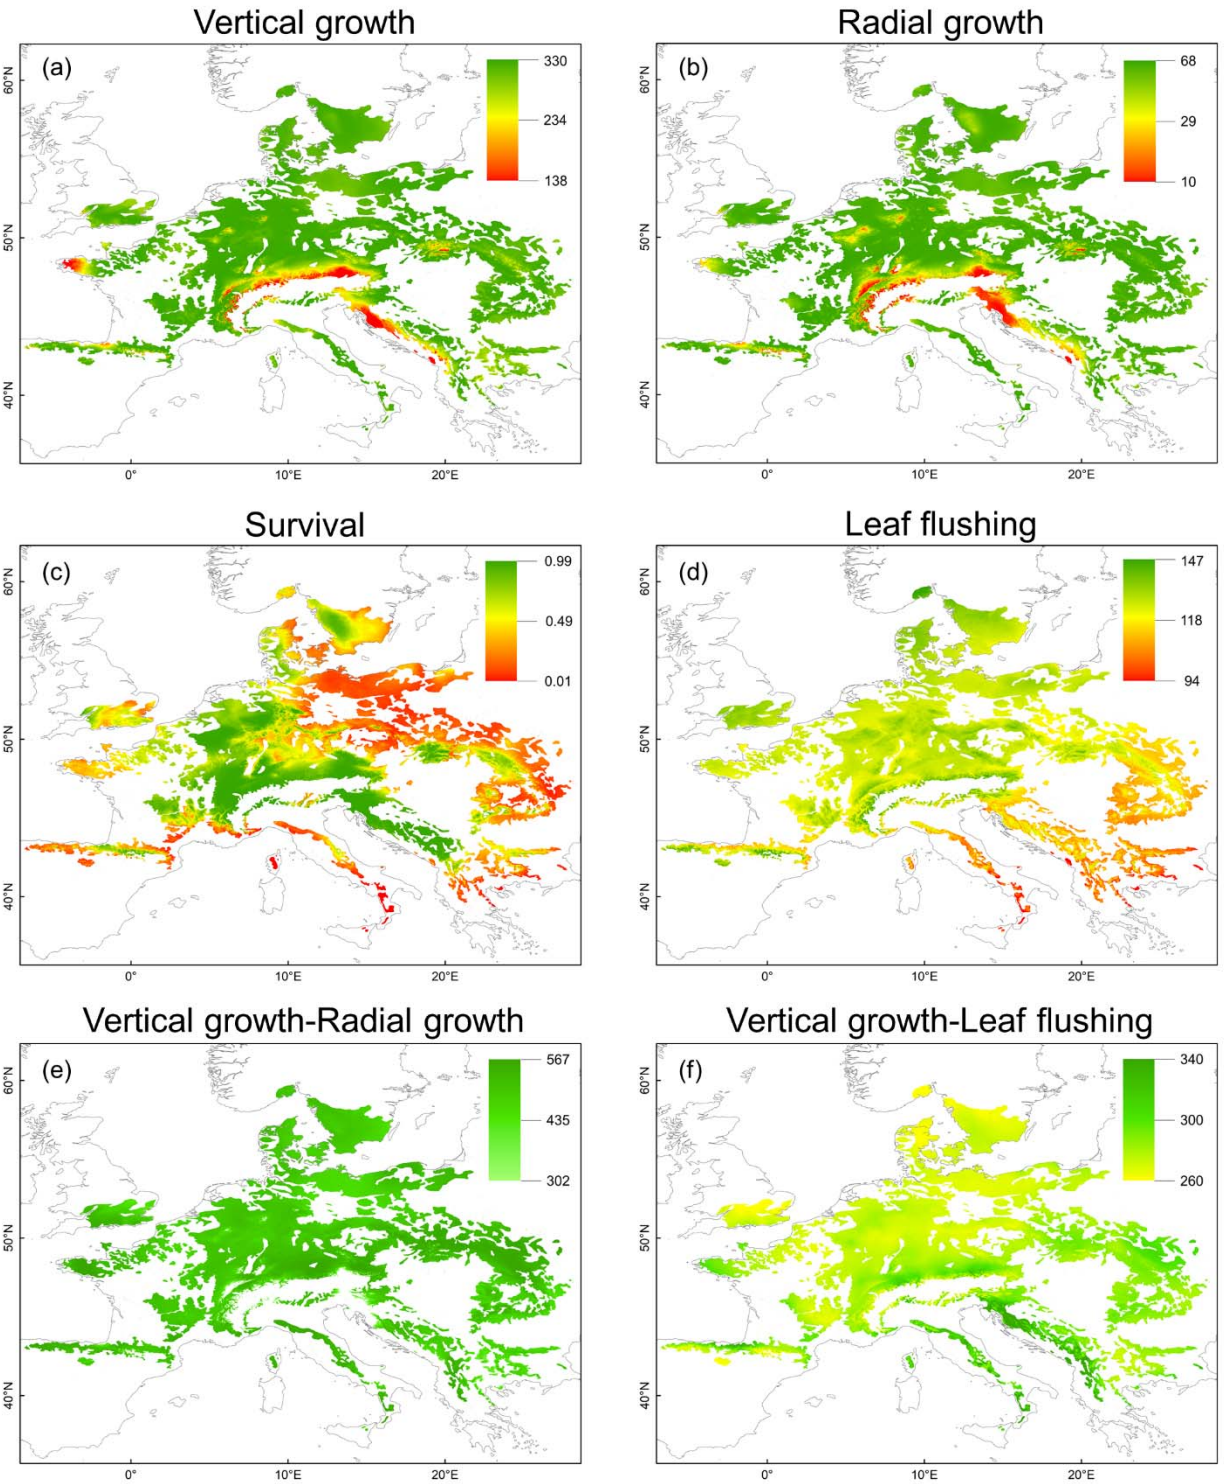 Vertical growth
Radial growth
(a)
330
234
138
60°N
50°N
40°N
0°
10°E
20°E
(b)
68
29
10
60°N
50°N
40°N
0°
10°E
20°E
Survival
Leaf flushing
(c)
0.99
0.49
0.01
60°N
50°N
40°N
0°
10°E
20°E
(d)
147
118
94
60°N
50°N
40°N
0°
10°E
20°E
Vertical growth-Radial growth
Vertical growth-Leaf flushing
(e)
567
435
302
60°N
50°N
40°N
0°
10°E
20°E
(f)
340
300
260
60°N
50°N
40°N
0°
10°E
20°E